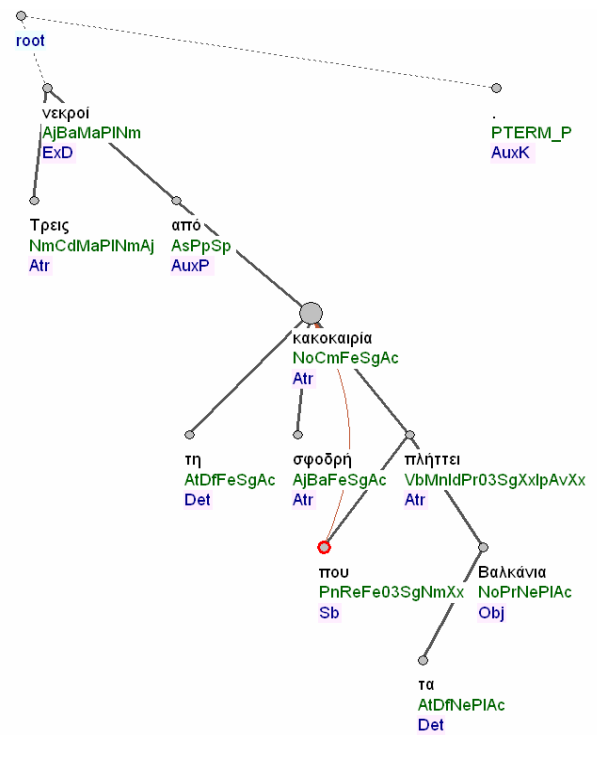 root
νεκροί
AjBaMaPlNm
ExD
.
PTERM_P
AuxK
Τρεις
NmCdMaPlNmAj
Atr
από
AsPpSp
AuxP
κακοκαιρία
NoCmFeSgAc
Atr
τη
AtDfFeSgAc
Det
σφοδρή
AjBaFeSgAc
Atr
πλήττει
VbMnIdPr03SgXxIpAvXx
Atr
που
PnReFe03SgNmXx
Sb
Βαλκάνια
NoPrNePlAc
Obj
τα
AtDfNePlAc
Det